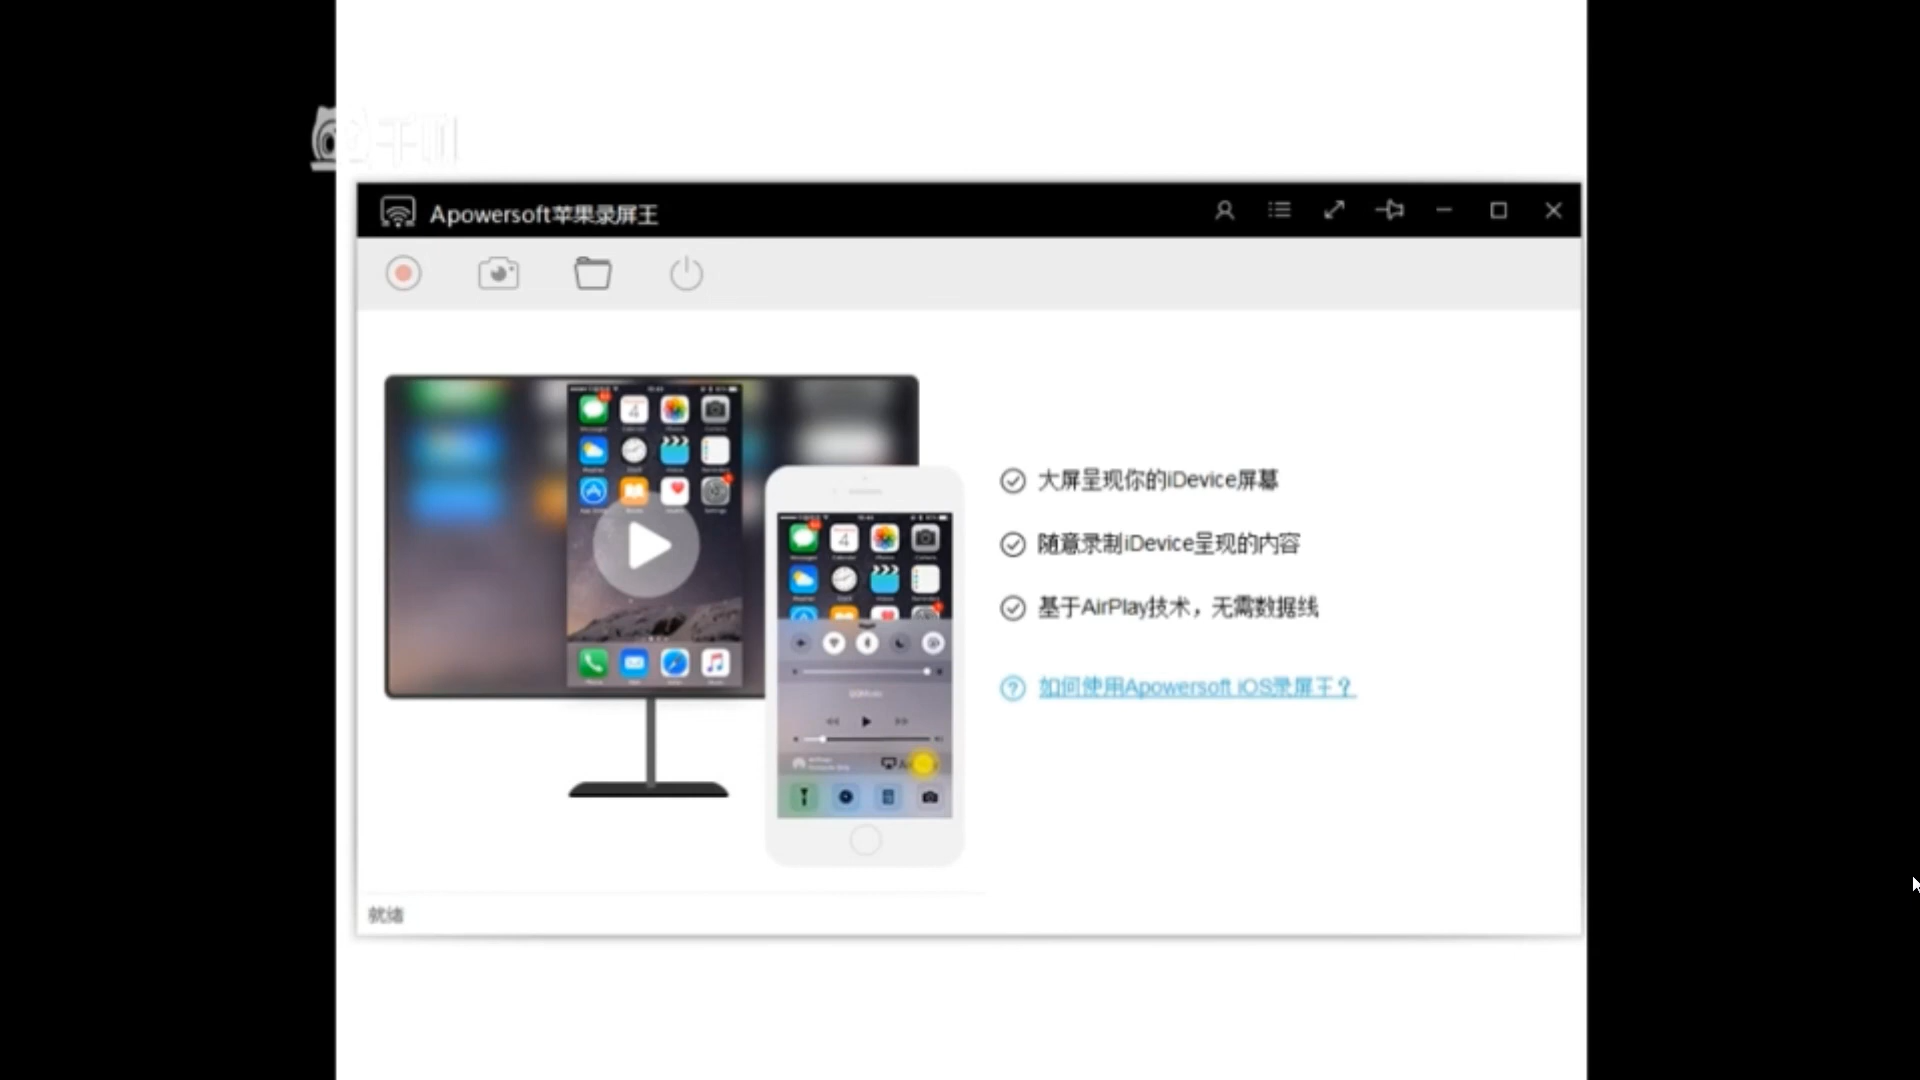 Apowersoft苹果录屏王
大屏呈现你的iDevice屏幕
随意录制iDevice呈现的内容
基于AirPlay技术，无需数据线
如何使用Apowersoft iOS录屏王？
就绪